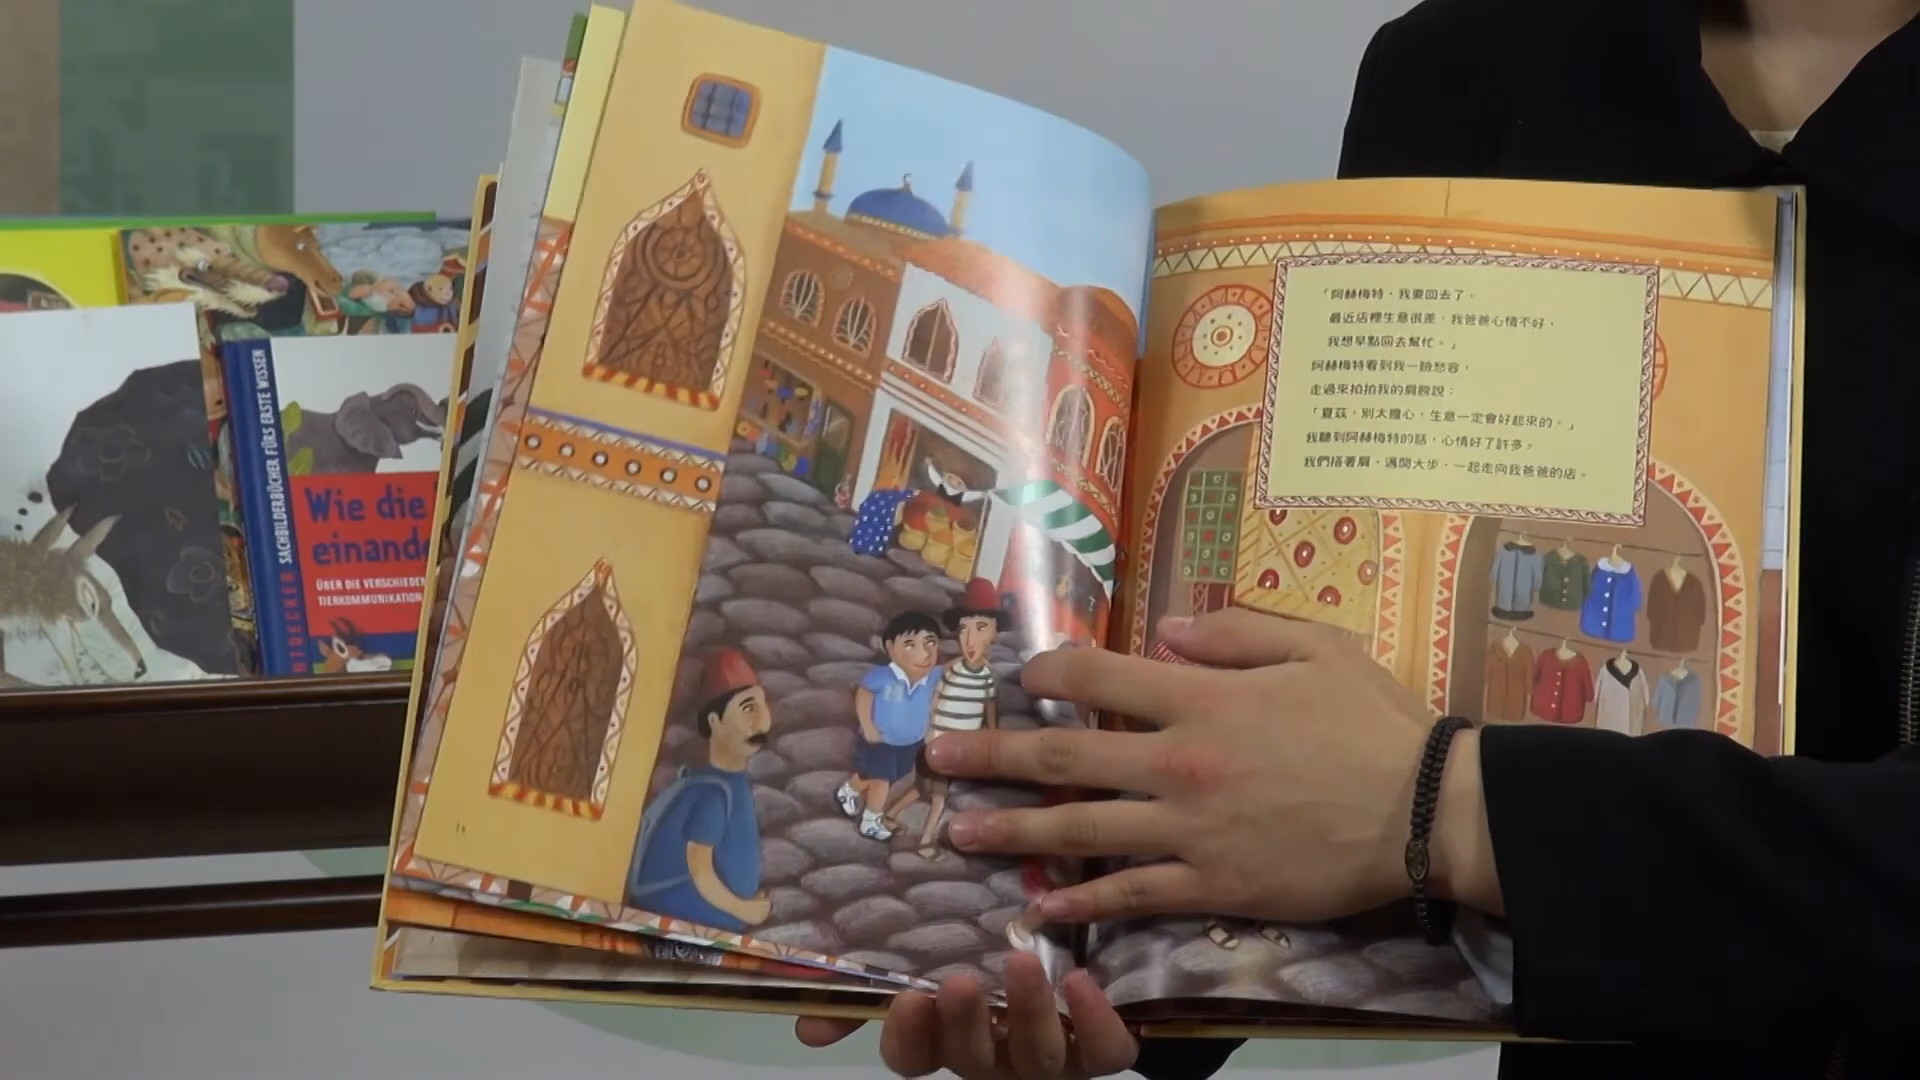 「阿赫梅特，我要回去了。
最近店裡生意很差，我爸爸心情不好，
我想早點回去幫忙。」
阿赫梅特看到我一臉愁容，
走過來拍拍我的肩膀說：
「夏茲，別太擔心，生意一定會好起來的。」
我聽到阿赫梅特的話，心情好了許多。
我們搭著肩，邁開大步，一起走向我爸爸的店。
SACHBILDERBÜCHER FÜRS ERSTE WISSEN
NTDECKER
Wie die
einande
ÜBER DIE VERSCHIEDEN
TIERKOMMUNIKATION